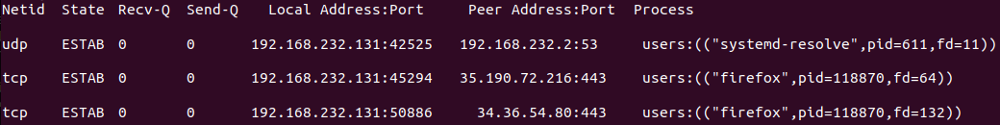 Netid State Recv-Q Send-Q Local Address:Port Peer Address:Port Process
udp ESTAB 0 0 192.168.232.131:42525 192.168.232.2:53 users:(("systemd-resolve",pid=611,fd=11))
tcp ESTAB 0 0 192.168.232.131:45294 35.190.72.216:443 users:(("firefox",pid=118870,fd=64))
tcp ESTAB 0 0 192.168.232.131:50886 34.36.54.80:443 users:(("firefox",pid=118870,fd=132))